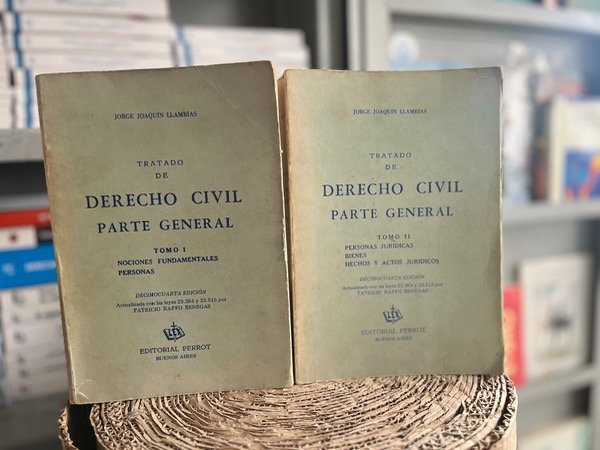 JORGE JOAQUIN LLAMBIAS
TRATADO
DE
DERECHO CIVIL
PARTE GENERAL
TOMO I
NOCIONES FUNDAMENTALES
PERSONAS
DECIMOCUARTA EDICIÓN
Actualizada con las leyes 23.264 y 23.515 por
PATRICIO RAFFO BENEGAS
LEX
EDITORIAL PERROT
BUENOS AIRES
JORGE JOAQUIN LLAMBIAS
TRATADO
DE
DERECHO CIVIL
PARTE GENERAL
TOMO II
PERSONAS JURIDICAS
BIENES
HECHOS Y ACTOS JURIDICOS
DECIMOCUARTA EDICIÓN
Actualizada con las leyes 23.264 y 23.515 por
PATRICIO RAFFO BENEGAS
LEX
EDITORIAL PERROT
BUENOS AIRES